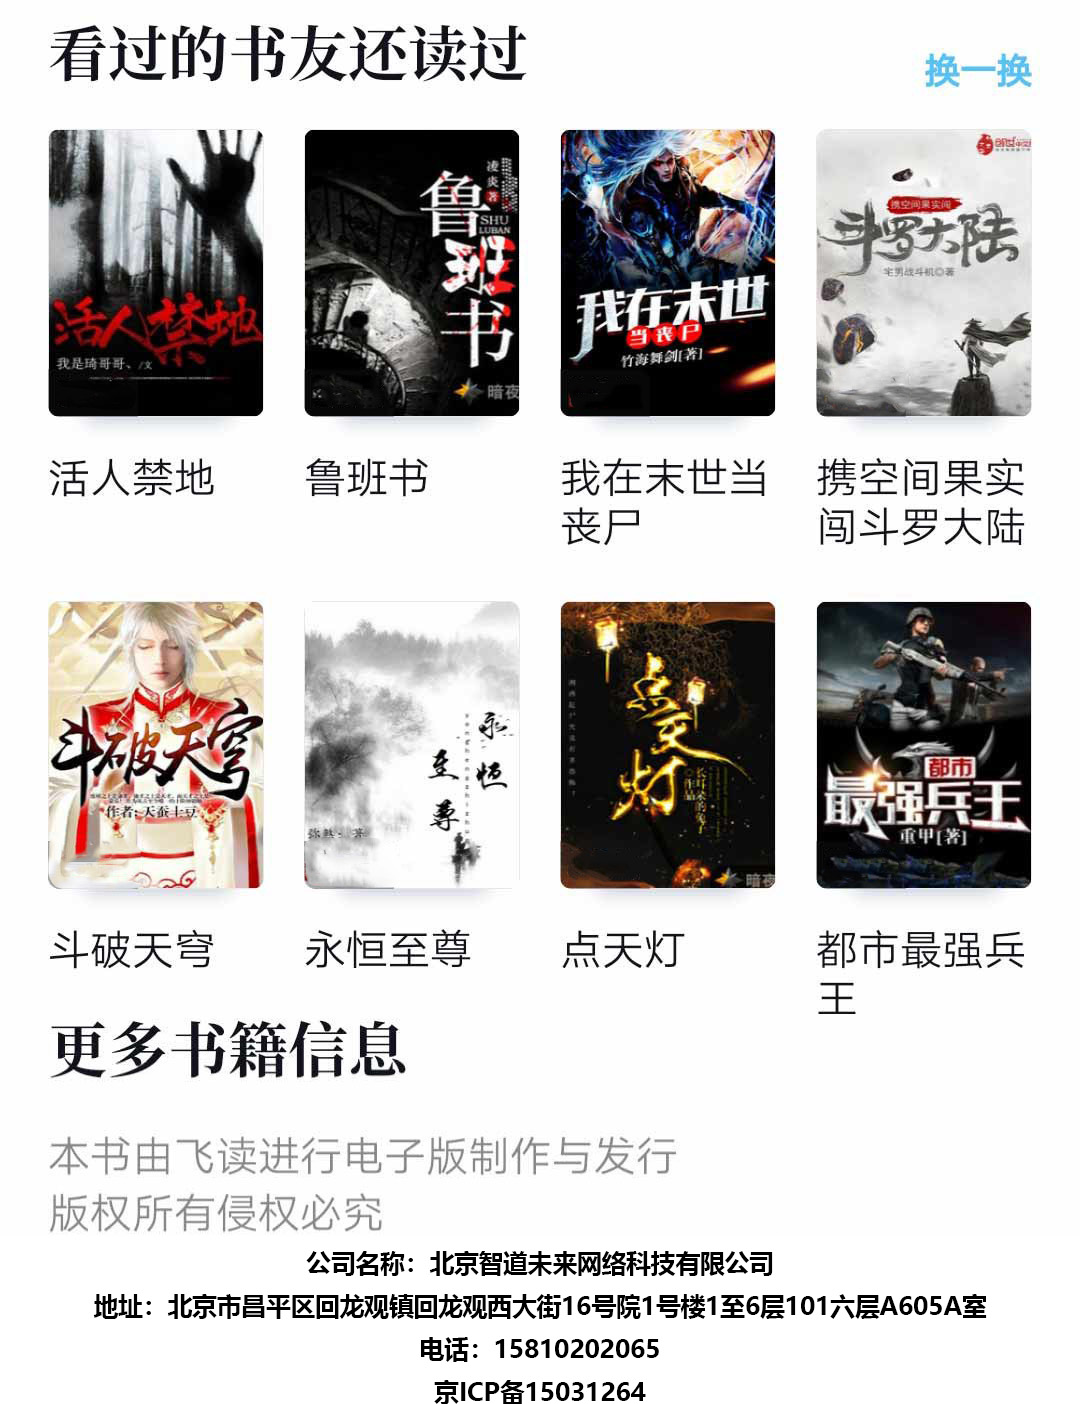 看过的书友还读过
换一换
活人禁地
我是琦哥哥、/文
凌炎著
鲁班书
SHU
LUBAN
暗夜
我在末世
当丧尸
竹海舞剑[著]
携空间果实闯
斗罗大陆
宅男战斗机◎著
活人禁地
鲁班书
我在末世当
丧尸
携空间果实
闯斗罗大陆
斗破天穹
作者:天蚕土豆
永恒
至尊
点天灯
作品
暗夜
都市
最强兵王
重甲[著]
斗破天穹
永恒至尊
点天灯
都市最强兵
王
更多书籍信息
本书由飞读进行电子版制作与发行
版权所有侵权必究
公司名称：北京智道未来网络科技有限公司
地址：北京市昌平区回龙观镇回龙观西大街16号院1号楼1至6层101六层A605A室
电话：15810202065
京ICP备15031264